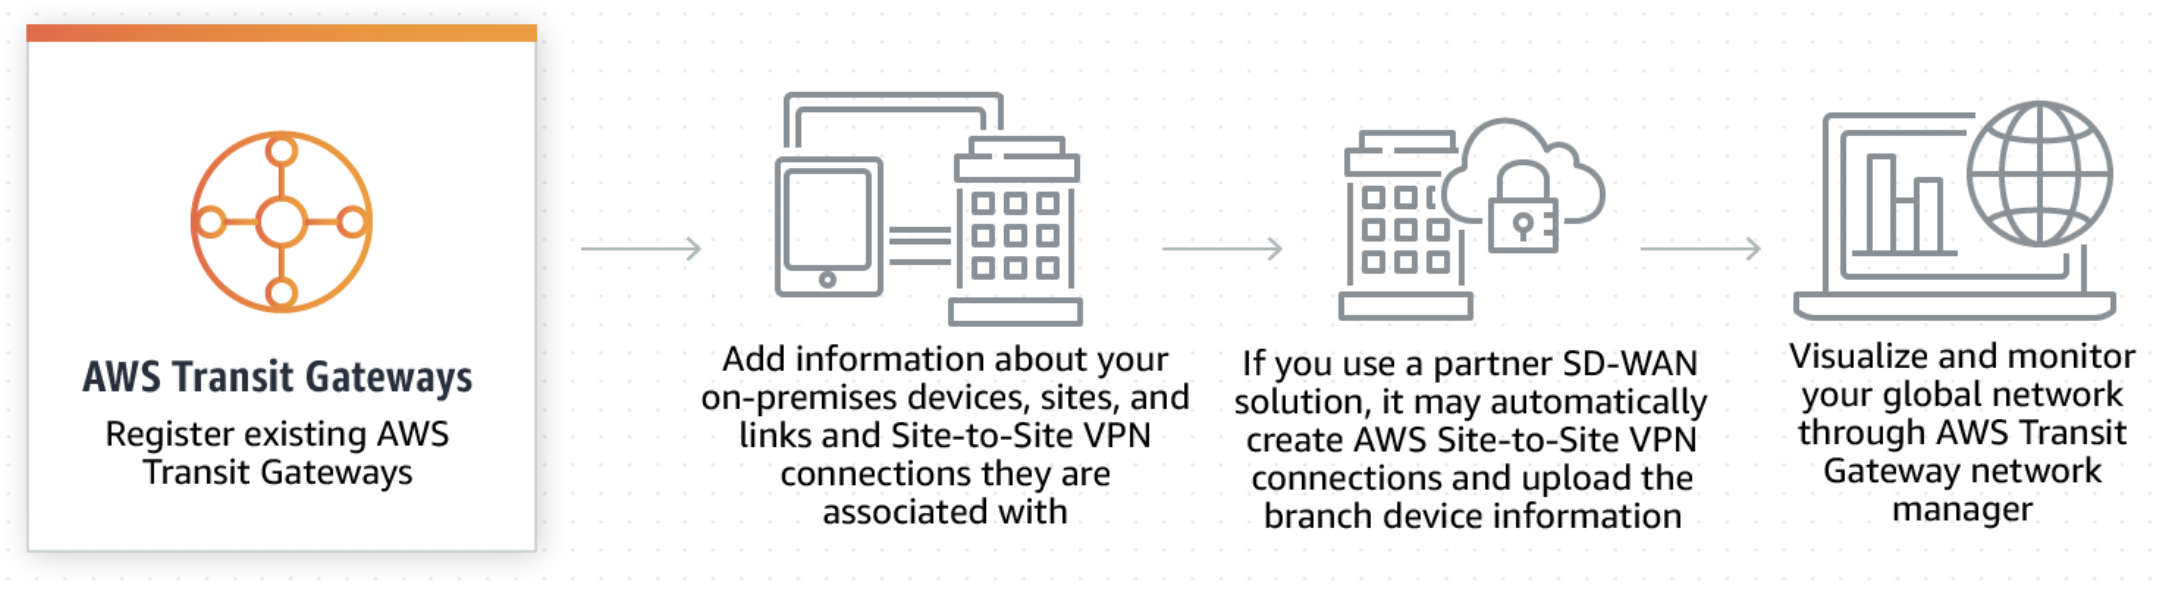 AWS Transit Gateways
Register existing AWS
Transit Gateways
Add information about your
on-premises devices, sites, and
links and Site-to-Site VPN
connections they are
associated with
If you use a partner SD-WAN
solution, it may automatically
create AWS Site-to-Site VPN
connections and upload the
branch device information
Visualize and monitor
your global network
through AWS Transit
Gateway network
manager